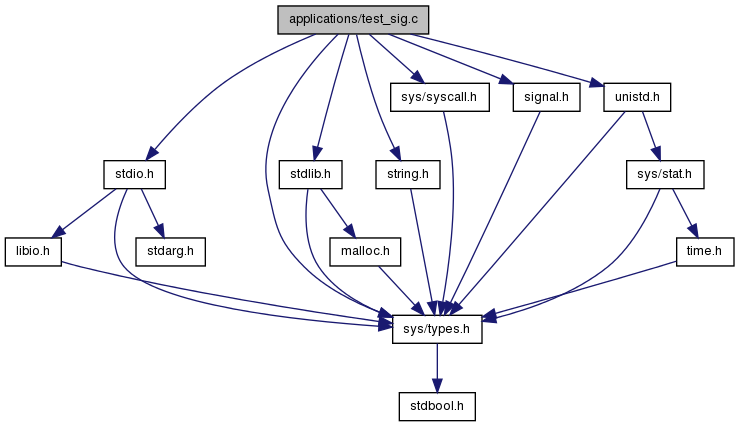 applications/test_sig.c
sys/syscall.h
signal.h
unistd.h
stdio.h
stdlib.h
string.h
sys/stat.h
libio.h
stdarg.h
malloc.h
time.h
sys/types.h
stdbool.h